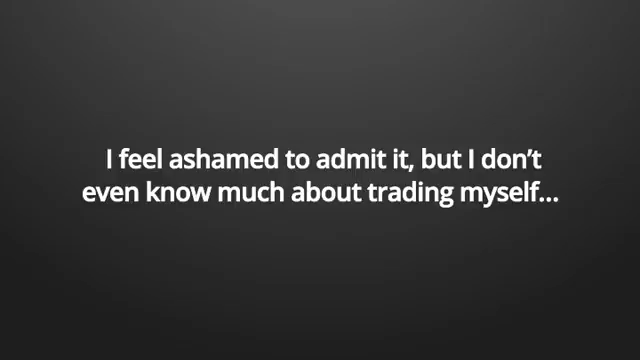 I feel ashamed to admit it, but I don’t
even know much about trading myself...